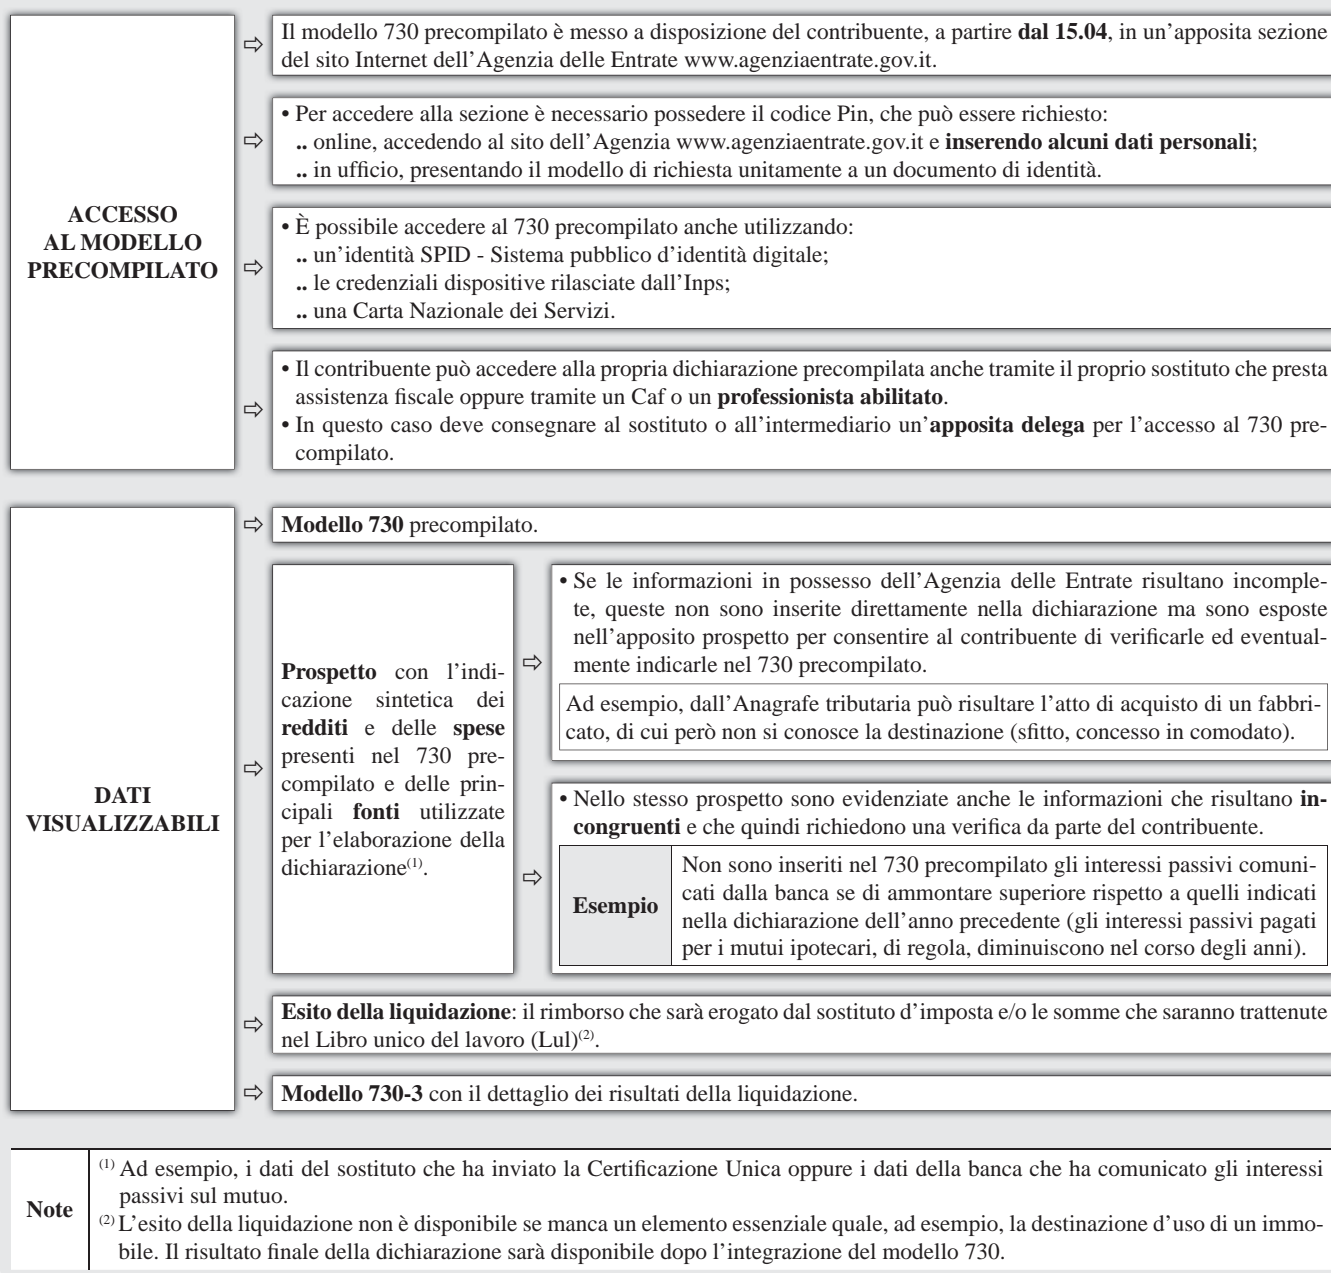 ACCESSO
AL MODELLO
PRECOMPILATO
Il modello 730 precompilato è messo a disposizione del contribuente, a partire dal 15.04, in un’apposita sezione
del sito Internet dell’Agenzia delle Entrate www.agenziaentrate.gov.it.
• Per accedere alla sezione è necessario possedere il codice Pin, che può essere richiesto:
.. online, accedendo al sito dell’Agenzia www.agenziaentrate.gov.it e inserendo alcuni dati personali;
.. in ufficio, presentando il modello di richiesta unitamente a un documento di identità.
• È possibile accedere al 730 precompilato anche utilizzando:
.. un’identità SPID - Sistema pubblico d’identità digitale;
.. le credenziali dispositive rilasciate dall’Inps;
.. una Carta Nazionale dei Servizi.
• Il contribuente può accedere alla propria dichiarazione precompilata anche tramite il proprio sostituto che presta
assistenza fiscale oppure tramite un Caf o un professionista abilitato.
• In questo caso deve consegnare al sostituto o all’intermediario un’apposita delega per l’accesso al 730 pre-
compilato.
DATI
VISUALIZZABILI
Modello 730 precompilato.
Prospetto con l’indi-
cazione sintetica dei
redditi e delle spese
presenti nel 730 pre-
compilato e delle prin-
cipali fonti utilizzate
per l’elaborazione della
dichiarazione(1).
• Se le informazioni in possesso dell’Agenzia delle Entrate risultano incomple-
te, queste non sono inserite direttamente nella dichiarazione ma sono esposte
nell’apposito prospetto per consentire al contribuente di verificarle ed eventual-
mente indicarle nel 730 precompilato.
Ad esempio, dall’Anagrafe tributaria può risultare l’atto di acquisto di un fabbri-
cato, di cui però non si conosce la destinazione (sfitto, concesso in comodato).
• Nello stesso prospetto sono evidenziate anche le informazioni che risultano in-
congruenti e che quindi richiedono una verifica da parte del contribuente.
Esempio
Non sono inseriti nel 730 precompilato gli interessi passivi comuni-
cati dalla banca se di ammontare superiore rispetto a quelli indicati
nella dichiarazione dell’anno precedente (gli interessi passivi pagati
per i mutui ipotecari, di regola, diminuiscono nel corso degli anni).
Esito della liquidazione: il rimborso che sarà erogato dal sostituto d’imposta e/o le somme che saranno trattenute
nel Libro unico del lavoro (Lul)(2).
Modello 730-3 con il dettaglio dei risultati della liquidazione.
Note
(1) Ad esempio, i dati del sostituto che ha inviato la Certificazione Unica oppure i dati della banca che ha comunicato gli interessi
passivi sul mutuo.
(2) L’esito della liquidazione non è disponibile se manca un elemento essenziale quale, ad esempio, la destinazione d’uso di un immo-
bile. Il risultato finale della dichiarazione sarà disponibile dopo l’integrazione del modello 730.